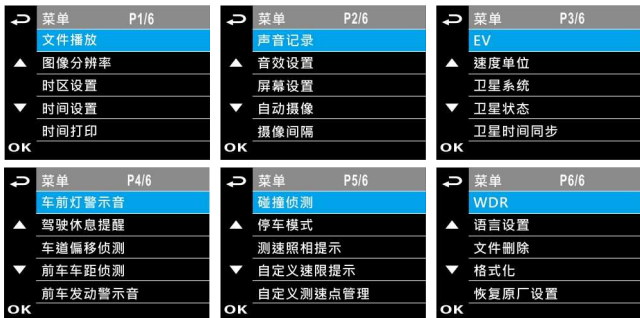 菜单 P1/6
文件播放
图像分辨率
时区设置
时间设置
时间打印
OK
菜单 P2/6
声音记录
音效设置
屏幕设置
自动摄像
摄像间隔
OK
菜单 P3/6
EV
速度单位
卫星系统
卫星状态
卫星时间同步
OK
菜单 P4/6
车前灯警示音
驾驶休息提醒
车道偏移侦测
前车车距侦测
前车发动警示音
OK
菜单 P5/6
碰撞侦测
停车模式
测速照相提示
自定义速限提示
自定义测速点管理
OK
菜单 P6/6
WDR
语言设置
文件删除
格式化
恢复原厂设置
OK